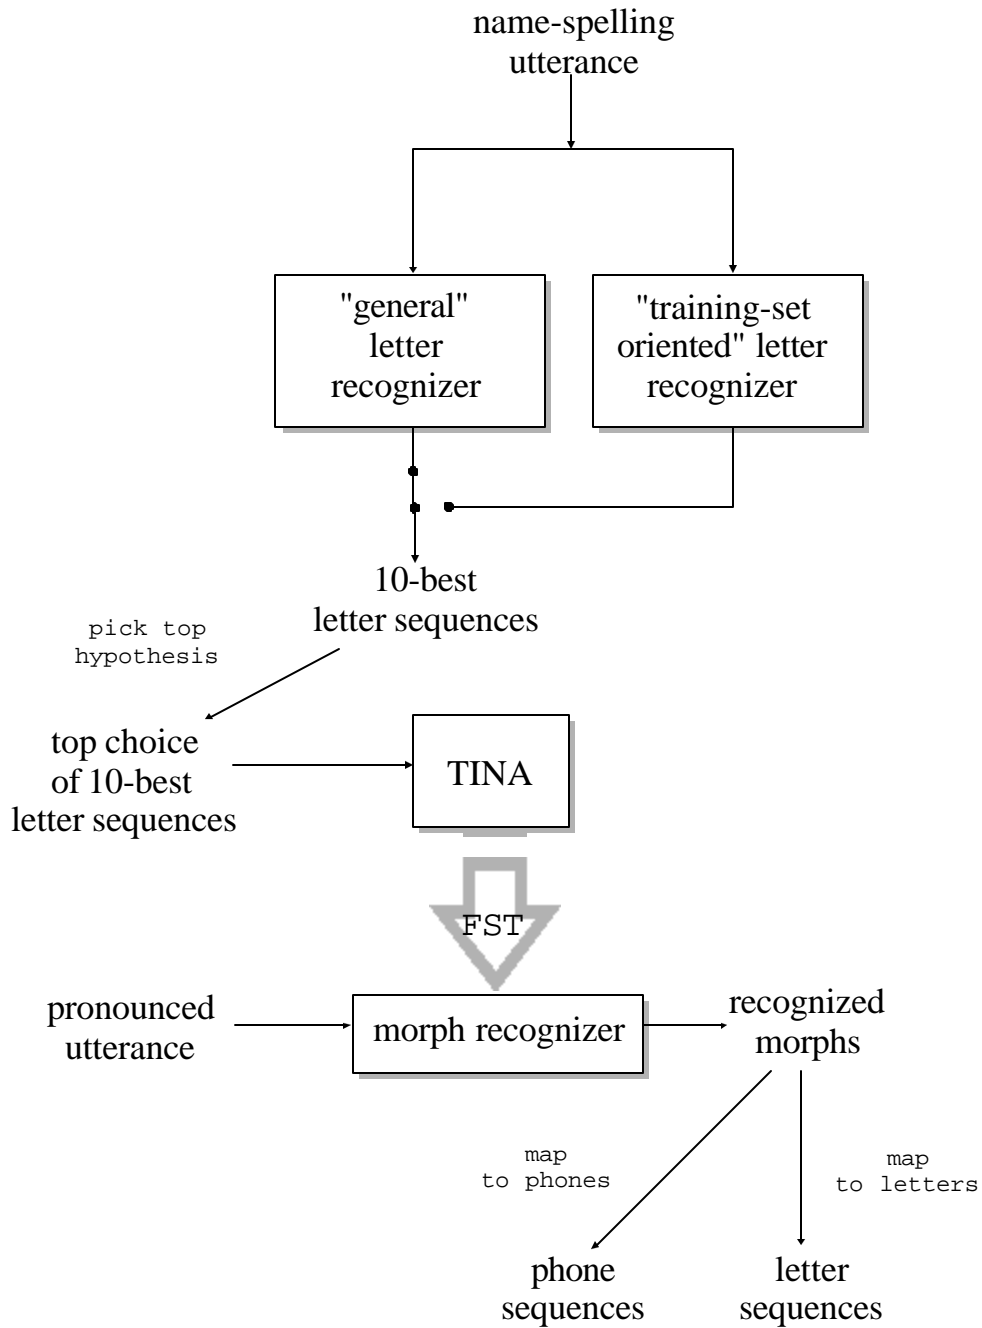 name-spelling
utterance
"general"
letter
recognizer
"training-set
oriented" letter
recognizer
10-best
letter sequences
pick top
hypothesis
top choice
of 10-best
letter sequences
TINA
FST
pronounced
utterance
morph recognizer
recognized
morphs
map
to phones
map
to letters
phone
sequences
letter
sequences